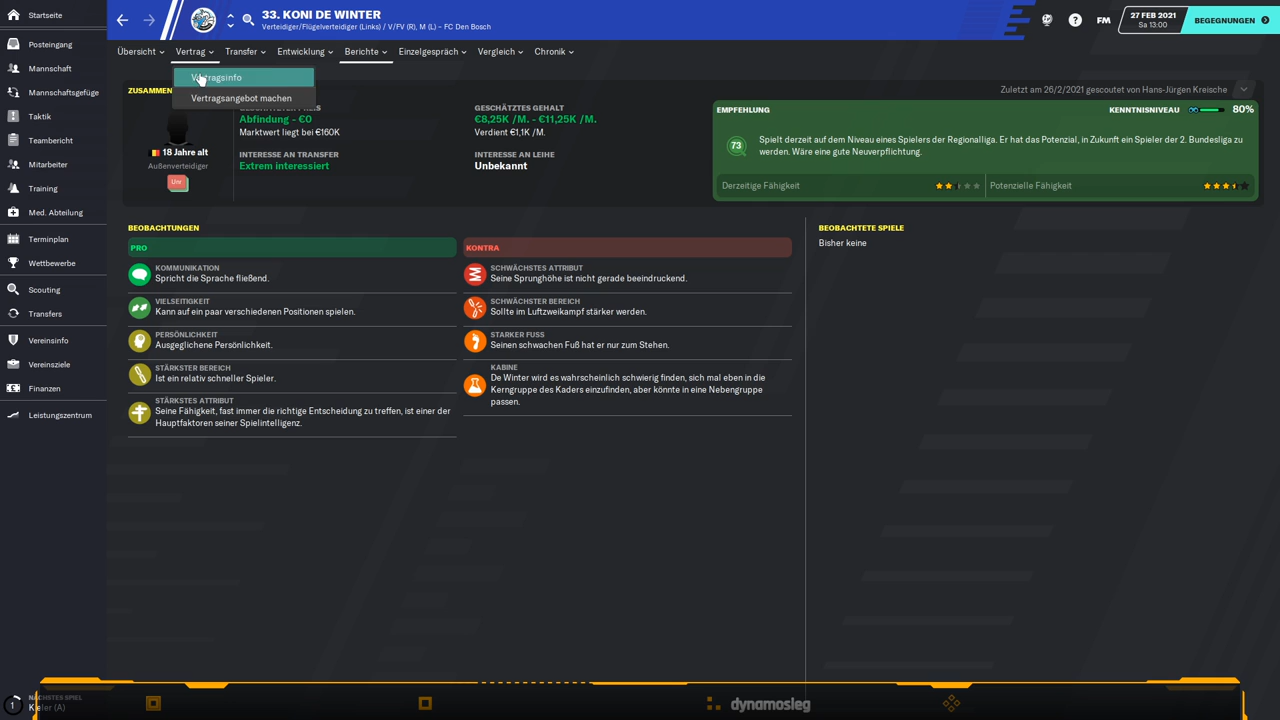 Startseite
33. KONI DE WINTER
Verteidiger/Flügelverteidiger (Links) / V/FV (R), M (L) – FC Den Bosch
FM
27 FEB 2021
Sa 13:00
BEGEGNUNGEN
Posteingang
Mannschaft
Mannschaftsgefüge
Taktik
Teambericht
Mitarbeiter
Training
Med. Abteilung
Terminplan
Wettbewerbe
Scouting
Transfers
Vereinsinfo
Vereinsziele
Finanzen
Leistungszentrum
Übersicht Vertrag Transfer Entwicklung Berichte Einzelgespräch Vergleich Chronik
Vertragsinfo
Vertragsangebot machen
Zuletzt am 26/2/2021 gescoutet von Hans-Jürgen Kreische
18 Jahre alt
Außenverteidiger
Unr
Abfindung - €0
Marktwert liegt bei €160K
INTERESSE AN TRANSFER
Extrem interessiert
GESCHÄTZTES GEHALT
€8,25K /M. - €11,25K /M.
Verdient €1,1K /M.
INTERESSE AN LEIHE
Unbekannt
EMPFEHLUNG
KENNTNISNIVEAU 80%
73
Spielt derzeit auf dem Niveau eines Spielers der Regionalliga. Er hat das Potenzial, in Zukunft ein Spieler der 2. Bundesliga zu
werden. Wäre eine gute Neuverpflichtung.
Derzeitige Fähigkeit
Potenzielle Fähigkeit
BEOBACHTUNGEN
PRO
KOMMUNIKATION
Spricht die Sprache fließend.
VIELSEITIGKEIT
Kann auf ein paar verschiedenen Positionen spielen.
PERSÖNLICHKEIT
Ausgeglichene Persönlichkeit.
STÄRKSTER BEREICH
Ist ein relativ schneller Spieler.
STÄRKSTES ATTRIBUT
Seine Fähigkeit, fast immer die richtige Entscheidung zu treffen, ist einer der
Hauptfaktoren seiner Spielintelligenz.
KONTRA
SCHWÄCHSTES ATTRIBUT
Seine Sprunghöhe ist nicht gerade beeindruckend.
SCHWÄCHSTER BEREICH
Sollte im Luftzweikampf stärker werden.
STARKER FUSS
Seinen schwachen Fuß hat er nur zum Stehen.
KABINE
De Winter wird es wahrscheinlich schwierig finden, sich mal eben in die
Kerngruppe des Kaders einzufinden, aber könnte in eine Nebengruppe
passen.
BEOBACHTETE SPIELE
Bisher keine
1
dynamosieg